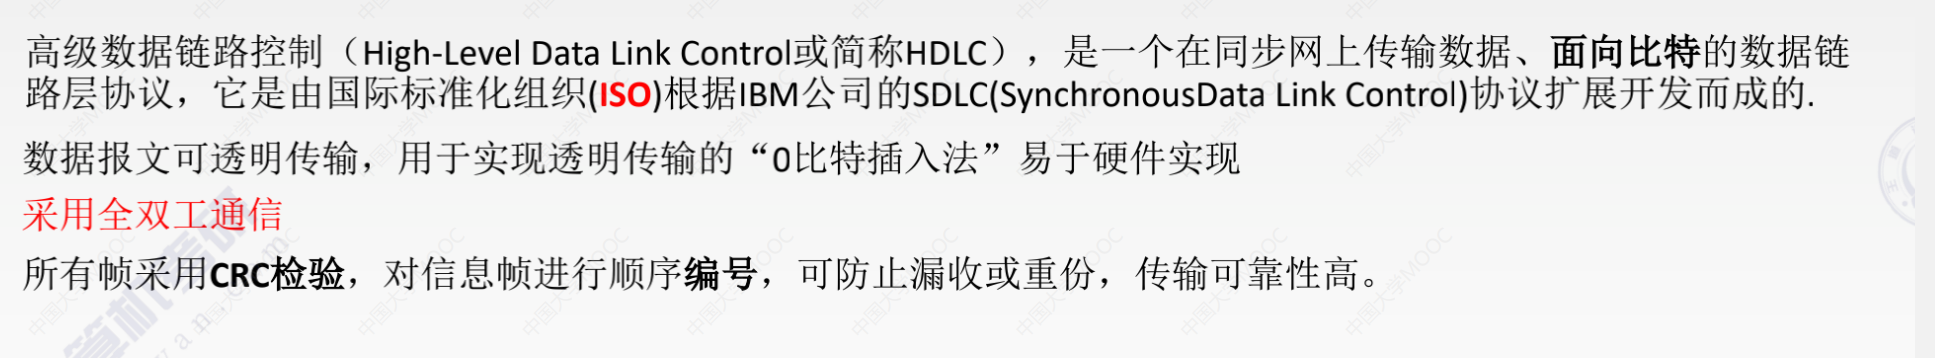 高级数据链路控制（High-Level Data Link Control或简称HDLC），是一个在同步网上传输数据、面向比特的数据链
路层协议，它是由国际标准化组织(ISO)根据IBM公司的SDLC(SynchronousData Link Control)协议扩展开发而成的.
数据报文可透明传输，用于实现透明传输的“0比特插入法”易于硬件实现
采用全双工通信
所有帧采用CRC检验，对信息帧进行顺序编号，可防止漏收或重份，传输可靠性高。